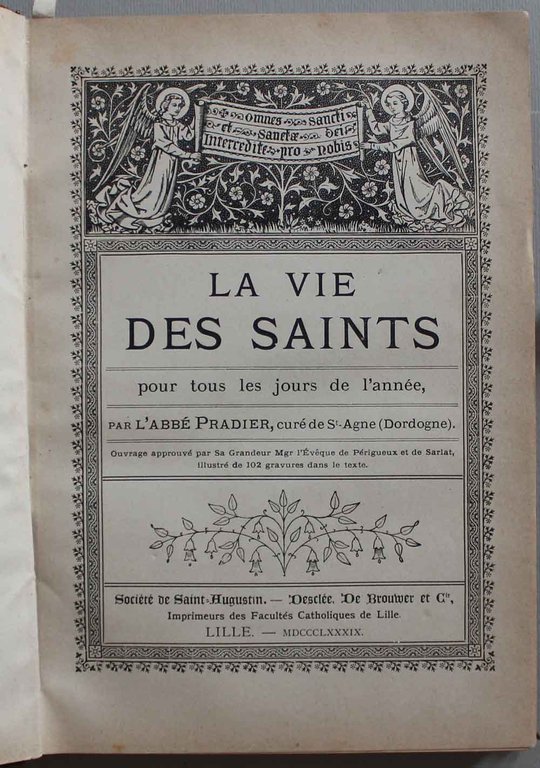 omnes sancti
et sanctæ dei
Intercedite pro nobis
LA VIE
DES SAINTS
pour tous les jours de l'année,
PAR L'ABBÉ PRADIER, curé de St-Agne (Dordogne).
Ouvrage approuvé par Sa Grandeur Mgr l'Évêque de Périgueux et de Sarlat,
illustré de 102 gravures dans le texte.
Société de Saint-Augustin. — Desclée, De Brouwer et Cie,
Imprimeurs des Facultés Catholiques de Lille.
LILLE. — MDCCCLXXXIX.